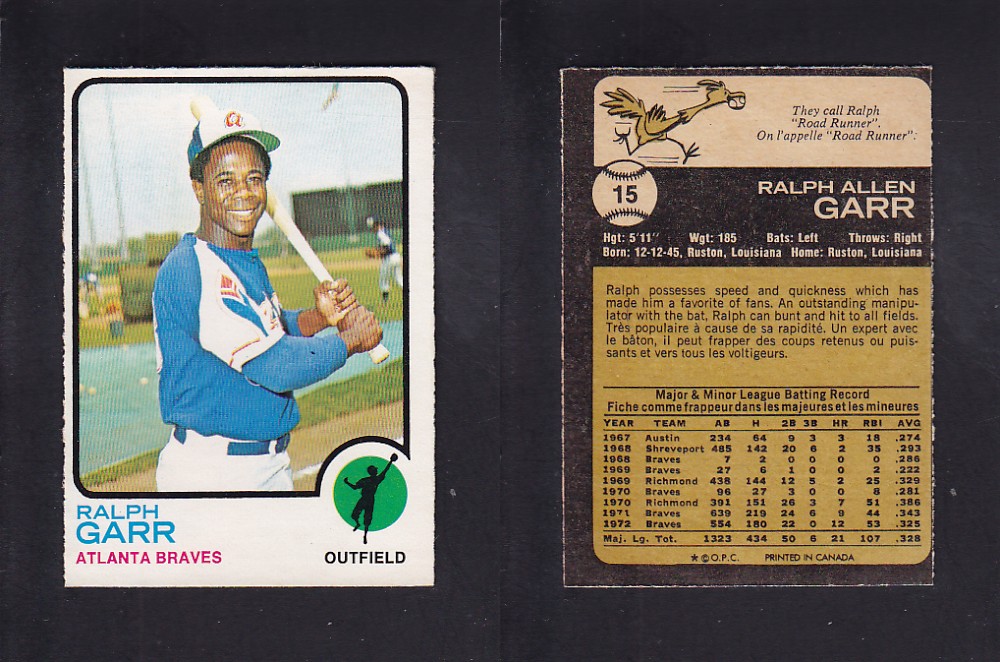 RALPH
GARR
ATLANTA BRAVES
OUTFIELD
They call Ralph
"Road Runner".
On l'appelle "Road Runner".
15
RALPH ALLEN
GARR
Hgt: 5'11" Wgt: 185 Bats: Left Throws: Right
Born: 12-12-45, Ruston, Louisiana Home: Ruston, Louisiana
Ralph possesses speed and quickness which has
made him a favorite of fans. An outstanding manipu-
lator with the bat, Ralph can bunt and hit to all fields.
Très populaire à cause de sa rapidité. Un expert avec
le bâton, il peut frapper des coups retenus ou puis-
sants et vers tous les voltigeurs.
Major & Minor League Batting Record
Fiche comme frappeur dans les majeures et les mineures
YEAR TEAM AB H 2B 3B HR RBI AVG
1967 Austin 234 64 9 3 3 18 .274
1968 Shreveport 485 142 20 6 2 35 .293
1968 Braves 7 2 0 0 0 0 .286
1969 Braves 27 6 1 0 0 2 .222
1969 Richmond 438 144 12 5 2 25 .329
1970 Braves 96 27 3 0 0 8 .281
1970 Richmond 391 151 26 3 7 51 .386
1971 Braves 639 219 24 6 9 44 .343
1972 Braves 554 180 22 0 12 53 .325
Maj. Lg. Tot. 1323 434 50 6 21 107 .328
★ © O.P.C. PRINTED IN CANADA